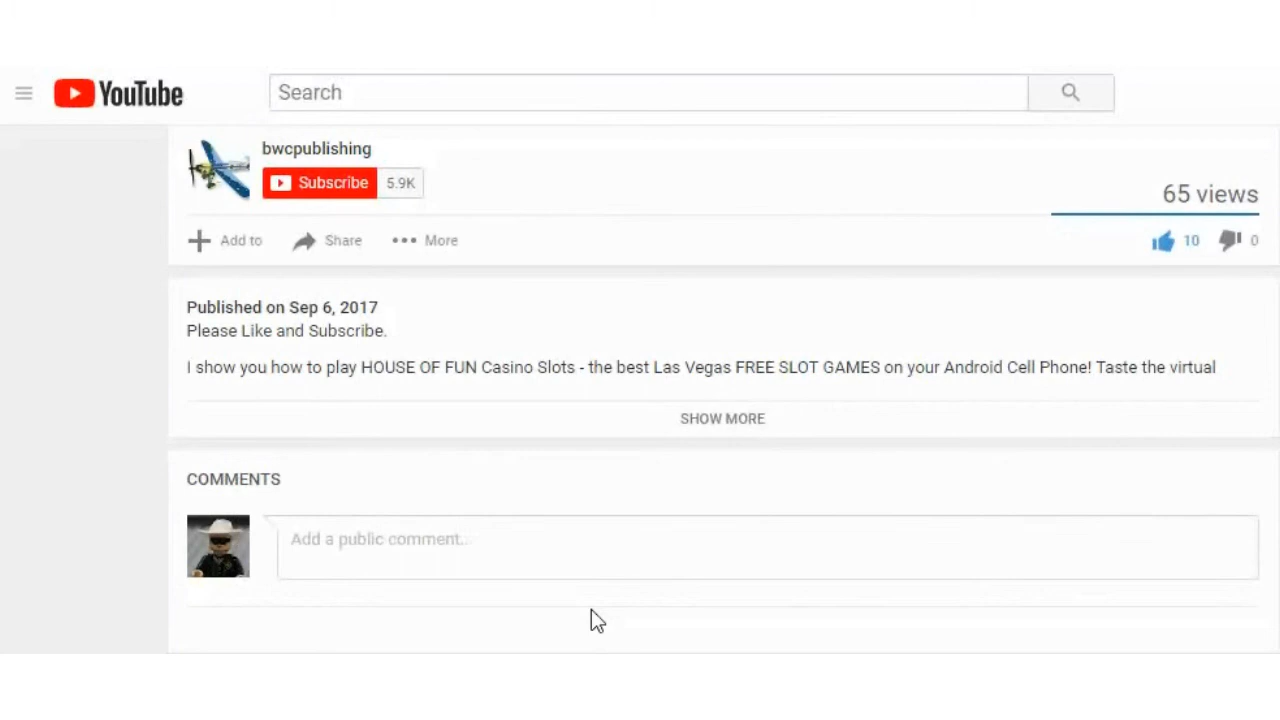 YouTube
Search
bwcpublishing
Subscribe 5.9K
65 views
Add to Share More
10 0
Published on Sep 6, 2017
Please Like and Subscribe.
I show you how to play HOUSE OF FUN Casino Slots - the best Las Vegas FREE SLOT GAMES on your Android Cell Phone! Taste the virtual
SHOW MORE
COMMENTS
Add a public comment...